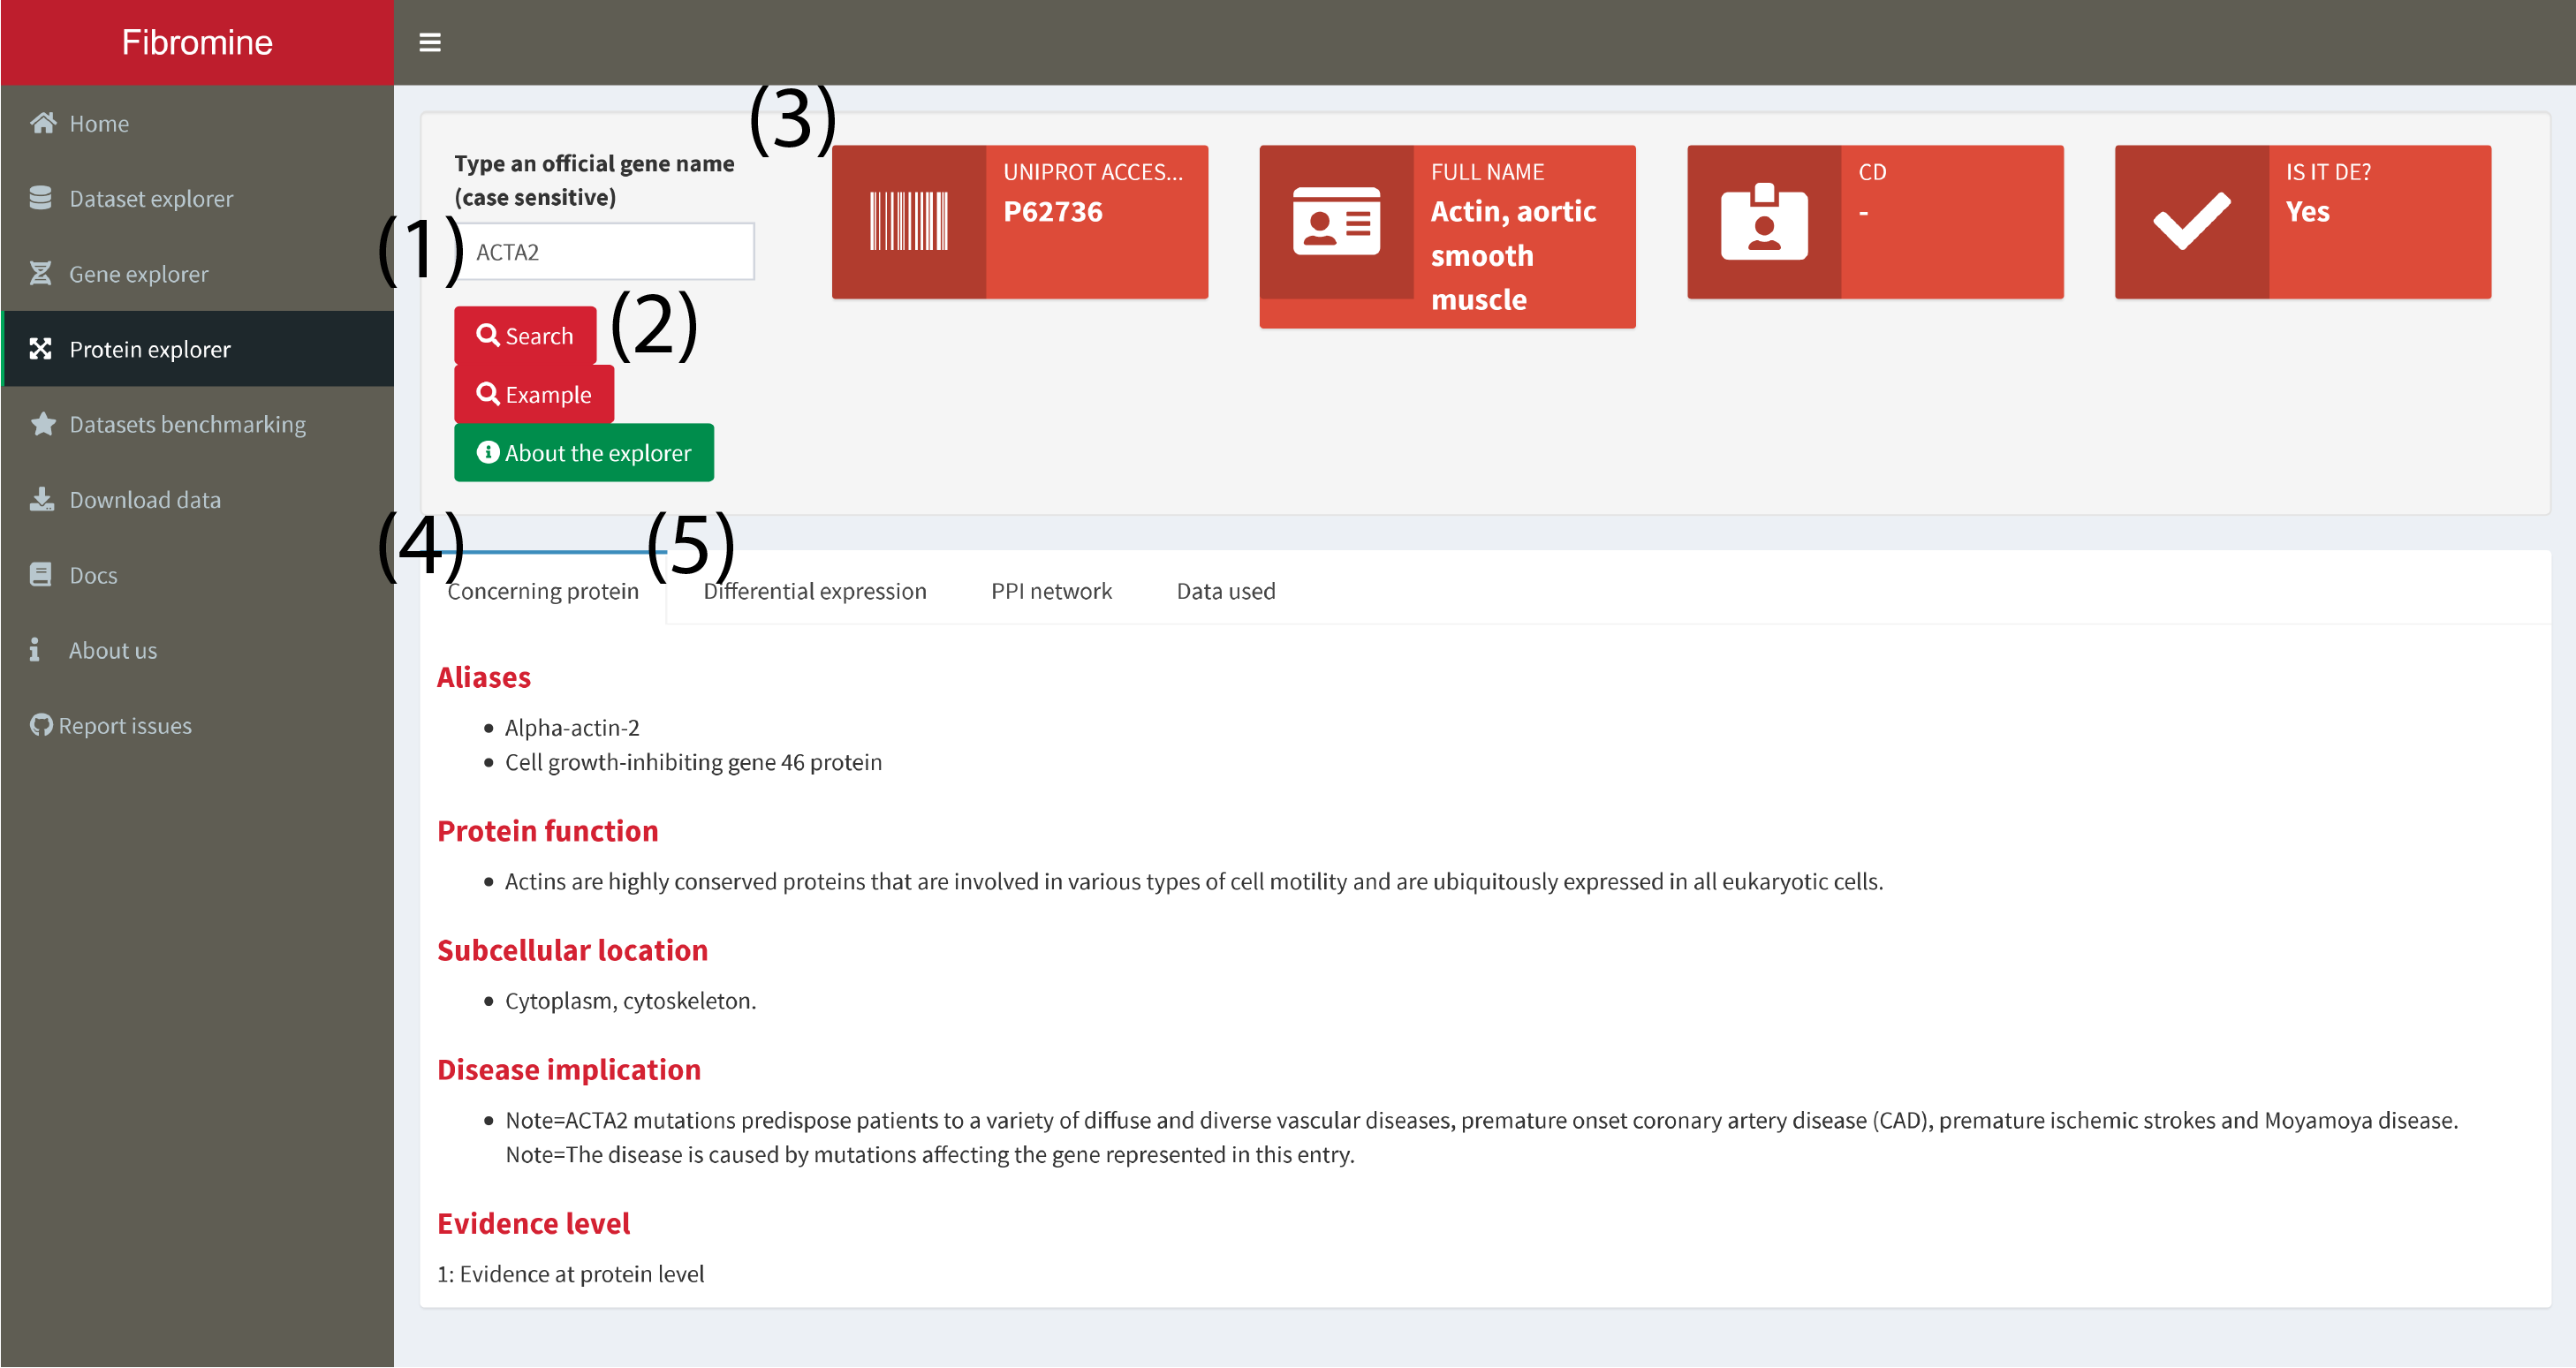 Fibromine
Home
Dataset explorer
Gene explorer
Protein explorer
Datasets benchmarking
Download data
Docs
About us
Report issues
(3)
Type an official gene name
(case sensitive)
(1)
ACTA2
Search
(2)
Example
About the explorer
UNIPROT ACCES...
P62736
FULL NAME
Actin, aortic
smooth
muscle
CD
-
IS IT DE?
Yes
(4)
(5)
Concerning protein
Differential expression
PPI network
Data used
Aliases
• Alpha-actin-2
• Cell growth-inhibiting gene 46 protein
Protein function
• Actins are highly conserved proteins that are involved in various types of cell motility and are ubiquitously expressed in all eukaryotic cells.
Subcellular location
• Cytoplasm, cytoskeleton.
Disease implication
• Note=ACTA2 mutations predispose patients to a variety of diffuse and diverse vascular diseases, premature onset coronary artery disease (CAD), premature ischemic strokes and Moyamoya disease.
Note=The disease is caused by mutations affecting the gene represented in this entry.
Evidence level
1: Evidence at protein level